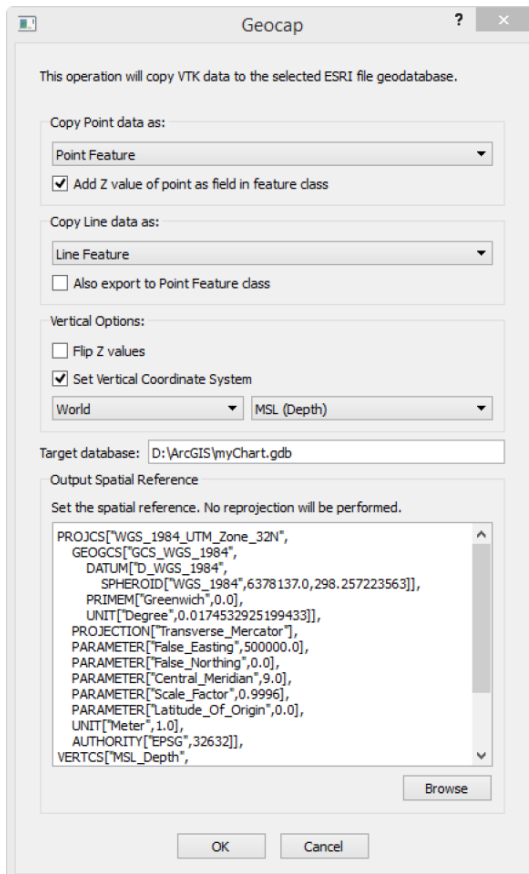 Geocap
?
This operation will copy VTK data to the selected ESRI file geodatabase.
Copy Point data as:
Point Feature
Add Z value of point as field in feature class
Copy Line data as:
Line Feature
Also export to Point Feature class
Vertical Options:
Flip Z values
Set Vertical Coordinate System
World MSL (Depth)
Target database: D:\ArcGIS\myChart.gdb
Output Spatial Reference
Set the spatial reference. No reprojection will be performed.
PROJCS["WGS_1984_UTM_Zone_32N",
GEOGCS["GCS_WGS_1984",
DATUM["D_WGS_1984",
SPHEROID["WGS_1984",6378137.0,298.257223563]],
PRIMEM["Greenwich",0.0],
UNIT["Degree",0.0174532925199433]],
PROJECTION["Transverse_Mercator"],
PARAMETER["False_Easting",500000.0],
PARAMETER["False_Northing",0.0],
PARAMETER["Central_Meridian",9.0],
PARAMETER["Scale_Factor",0.9996],
PARAMETER["Latitude_Of_Origin",0.0],
UNIT["Meter",1.0],
AUTHORITY["EPSG",32632]],
VERTCS["MSL_Depth",
Browse
OK Cancel